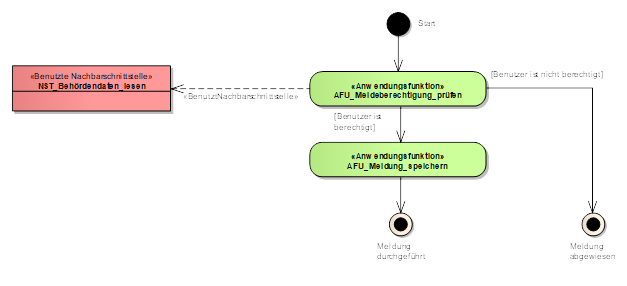 Start
«Benutzte Nachbarschnittstelle»
NST_Behördendaten_lesen
«BenutztNachbarschnittstelle»
«Anwendungsfunktion»
AFU_Meldeberechtigung_prüfen
[Benutzer ist nicht berechtigt]
[Benutzer ist
berechtigt]
«Anwendungsfunktion»
AFU_Meldung_speichern
Meldung
durchgeführt
Meldung
abgewiesen